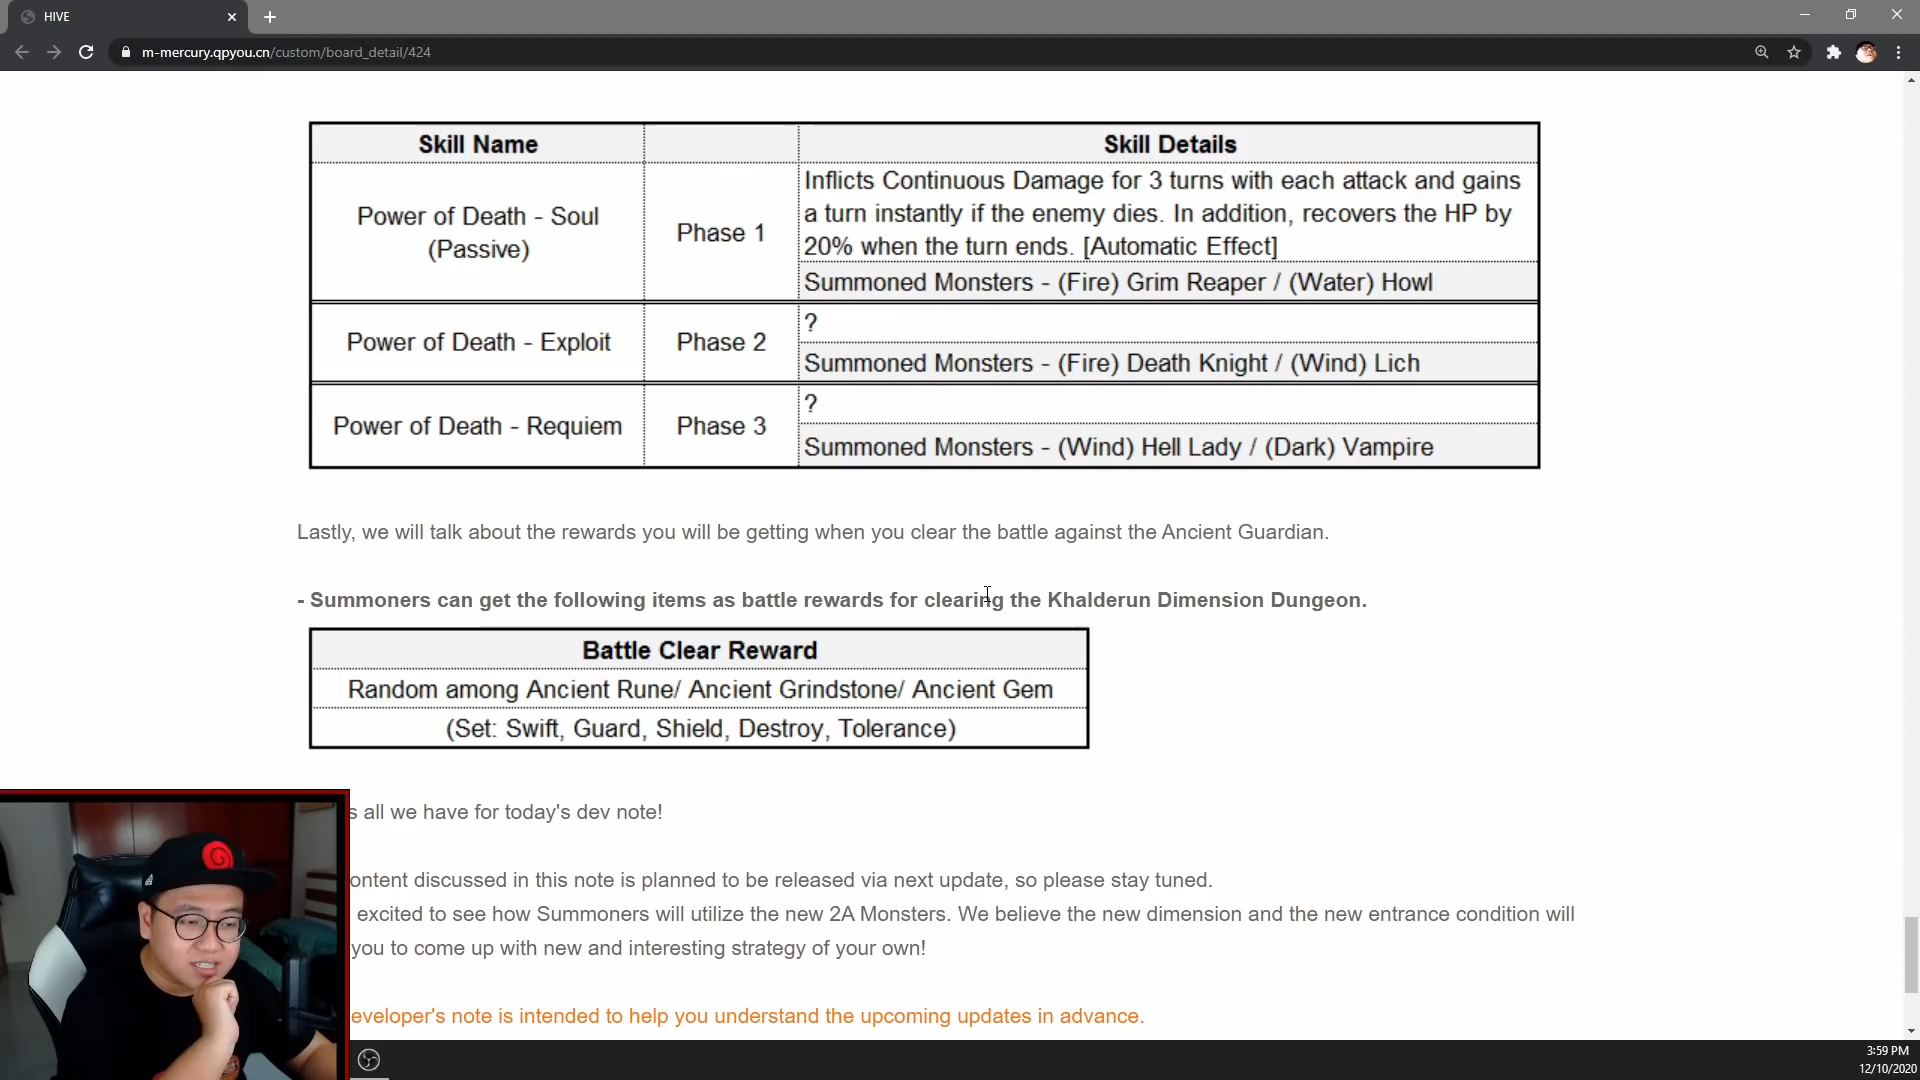 HIVE
m-mercury.qpyou.cn/custom/board_detail/424
Skill Name
Skill Details
Power of Death - Soul
(Passive)
Phase 1
Inflicts Continuous Damage for 3 turns with each attack and gains
a turn instantly if the enemy dies. In addition, recovers the HP by
20% when the turn ends. [Automatic Effect]
Summoned Monsters - (Fire) Grim Reaper / (Water) Howl
Power of Death - Exploit
Phase 2
?
Summoned Monsters - (Fire) Death Knight / (Wind) Lich
Power of Death - Requiem
Phase 3
?
Summoned Monsters - (Wind) Hell Lady / (Dark) Vampire
Lastly, we will talk about the rewards you will be getting when you clear the battle against the Ancient Guardian.
- Summoners can get the following items as battle rewards for clearing the Khalderun Dimension Dungeon.
Battle Clear Reward
Random among Ancient Rune/ Ancient Grindstone/ Ancient Gem
(Set: Swift, Guard, Shield, Destroy, Tolerance)
s all we have for today's dev note!
ontent discussed in this note is planned to be released via next update, so please stay tuned.
excited to see how Summoners will utilize the new 2A Monsters. We believe the new dimension and the new entrance condition will
you to come up with new and interesting strategy of your own!
eveloper's note is intended to help you understand the upcoming updates in advance.
3:59 PM
12/10/2020